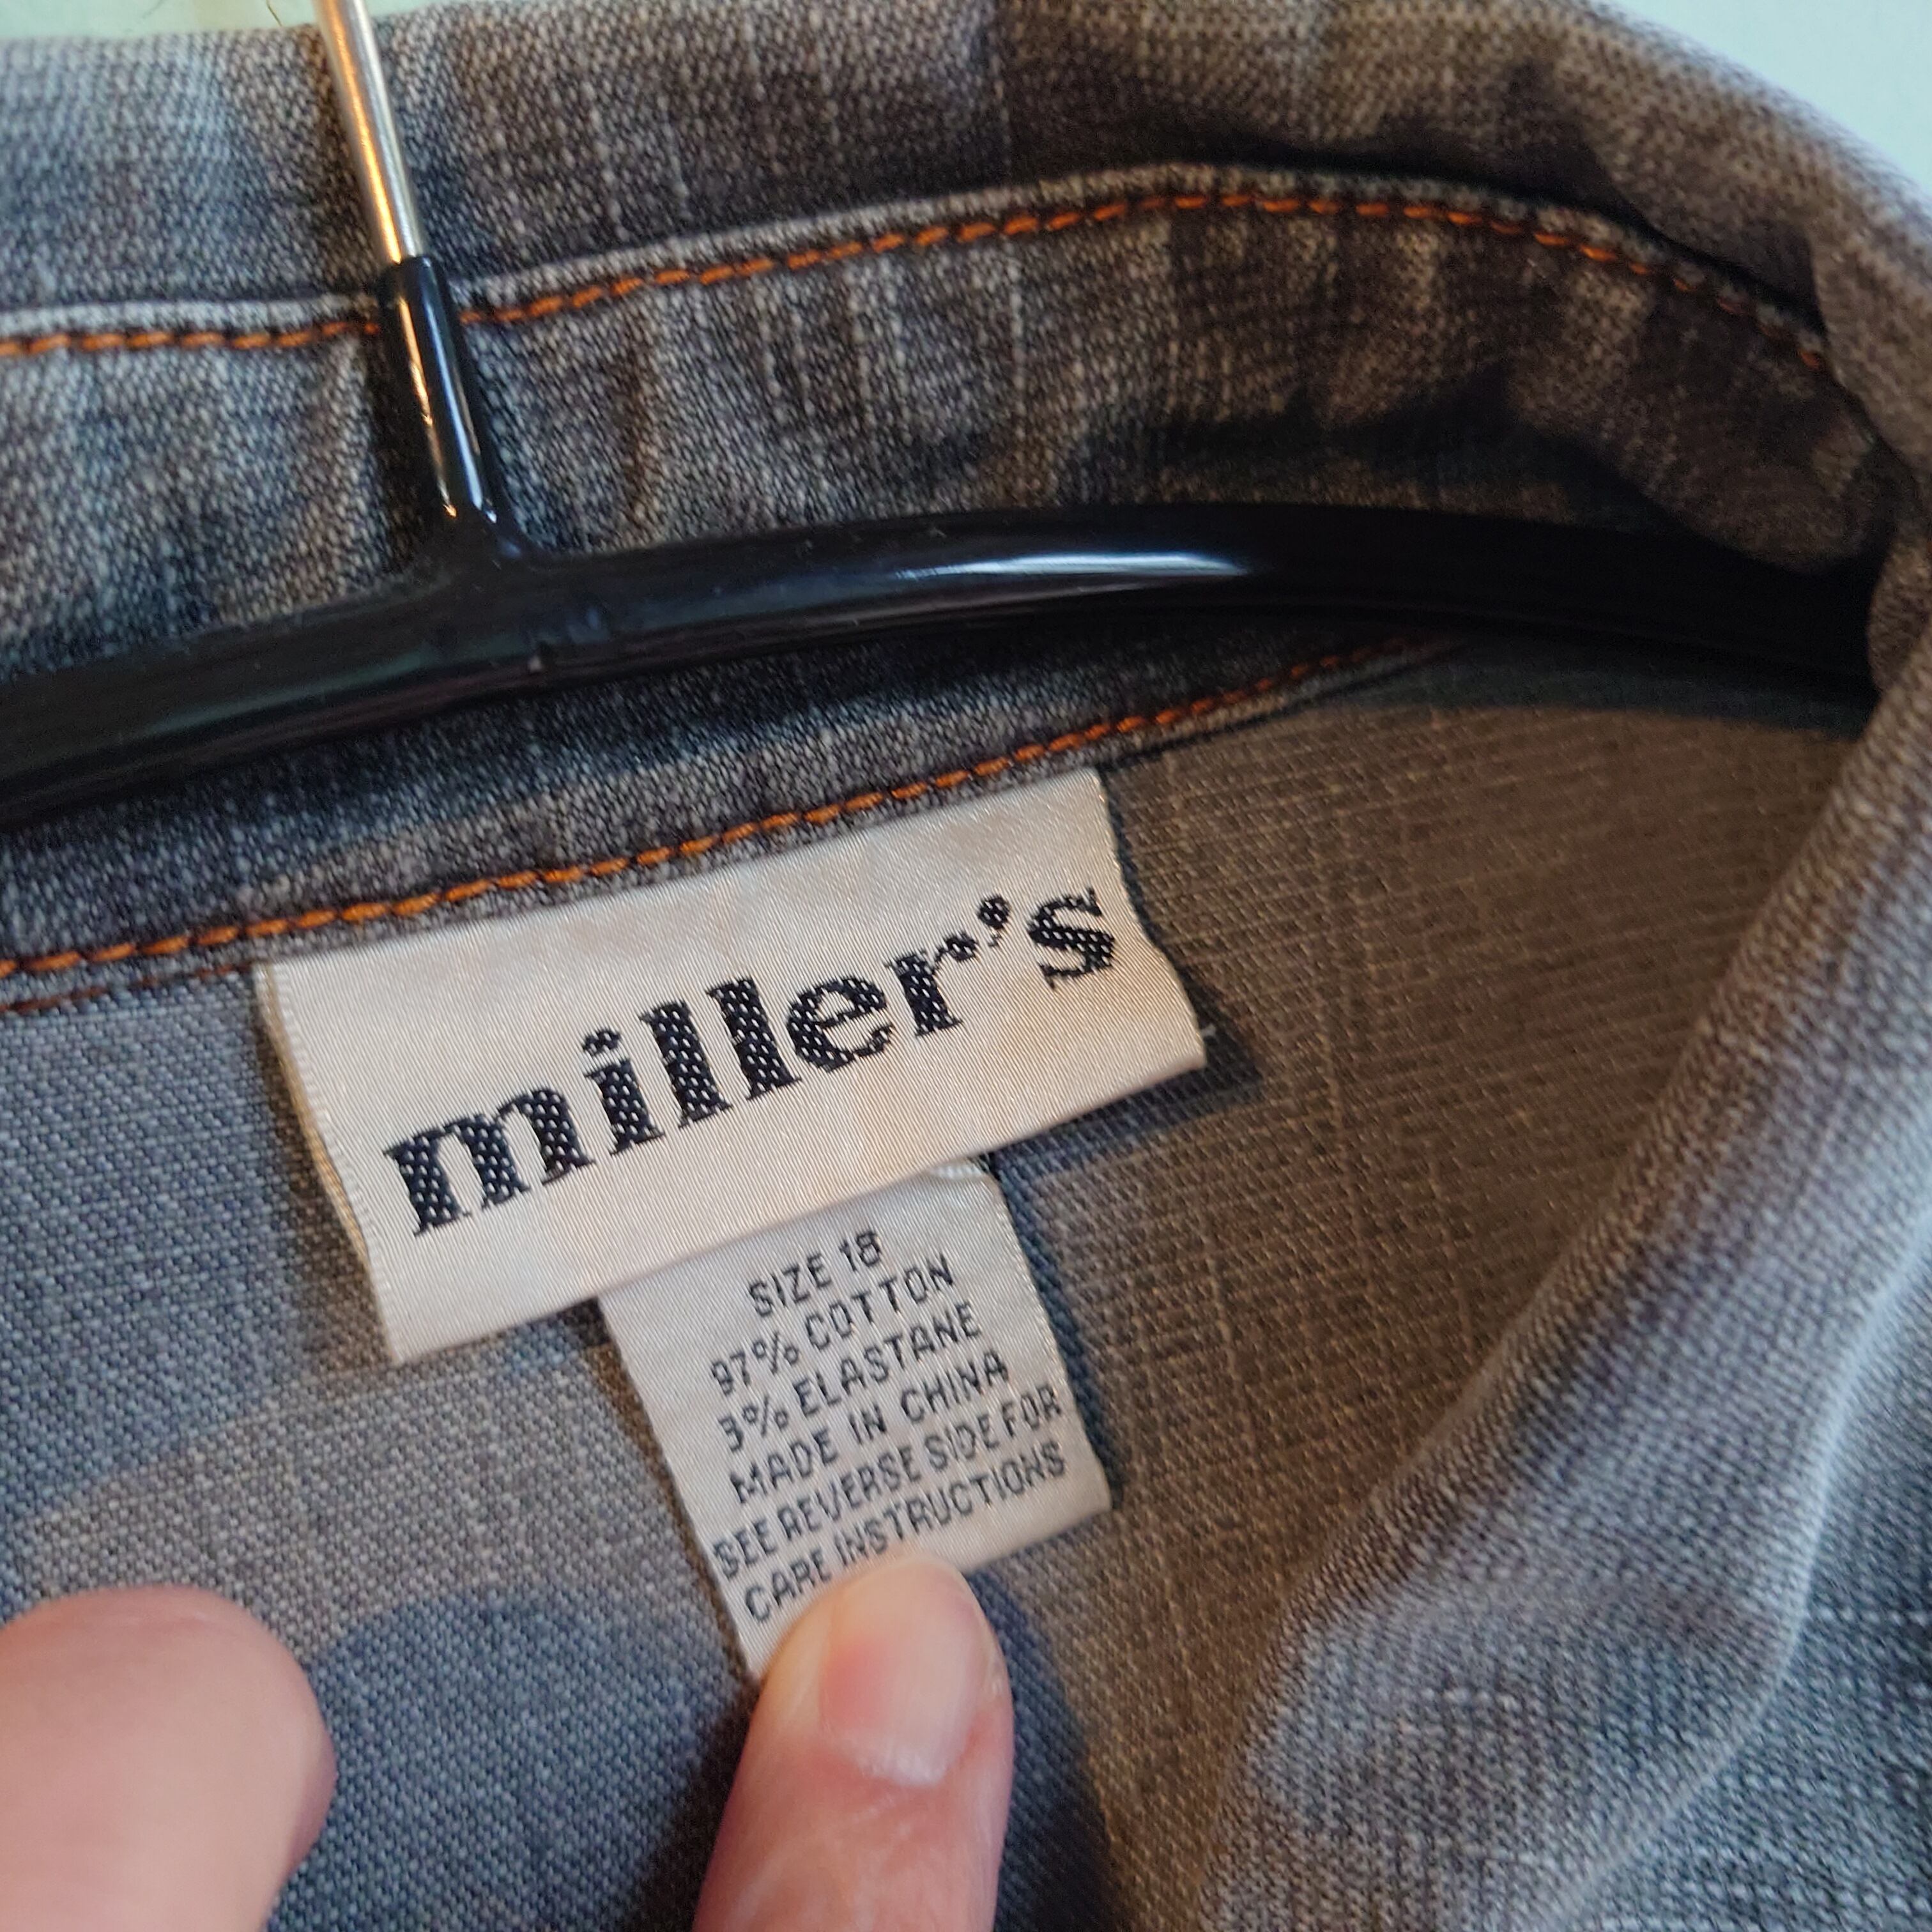 miller's
SIZE 18
97% COTTON
3% ELASTANE
MADE IN CHINA
SEE REVERSE SIDE FOR
CARE INSTRUCTIONS